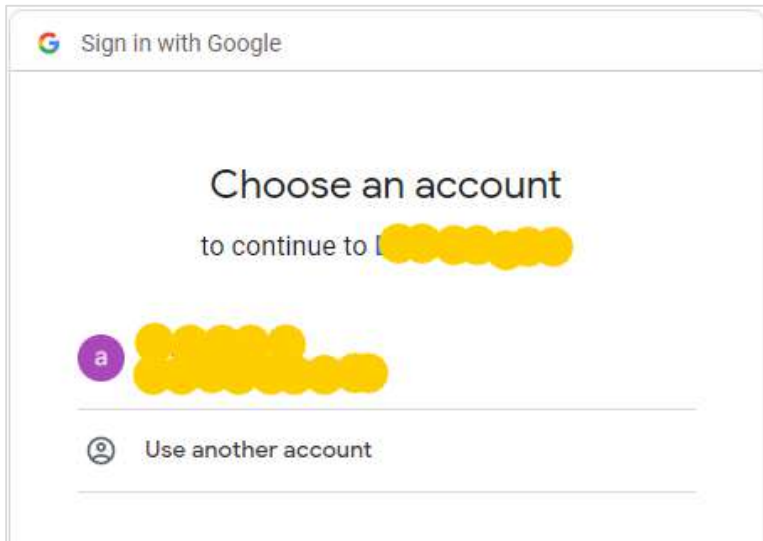 Sign in with Google
Choose an account
to continue to
a
Use another account